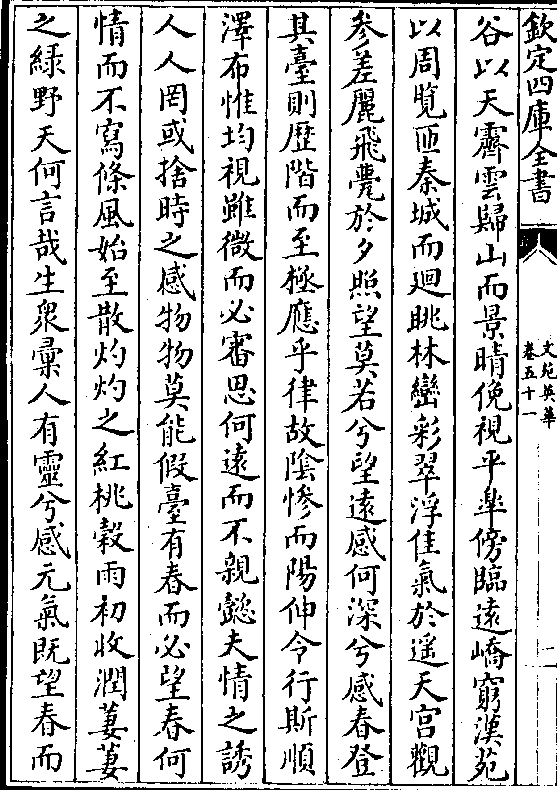 欽定四庫全書
文苑英華
卷五十一
一
谷以天霽雲歸山而景晴俛視平臯傍臨遠嶠窮漢苑
以周覽匝秦城而迴眺林巒彩翠浮佳氣於遥天宫觀
參差麗飛甍於夕照望莫若兮望遠感何深兮感春登
其臺則歴階而至極應乎律故陰慘而陽伸令行斯順
澤布惟均視雖微而必審思何遠而不親懿夫情之誘
人人罔或捨時之感物物莫能假臺有春而必望春何
情而不寫條風始至散灼灼之紅桃穀雨初收潤萋萋
之緑野天何言哉生衆彙人有靈兮感元氣既望春而